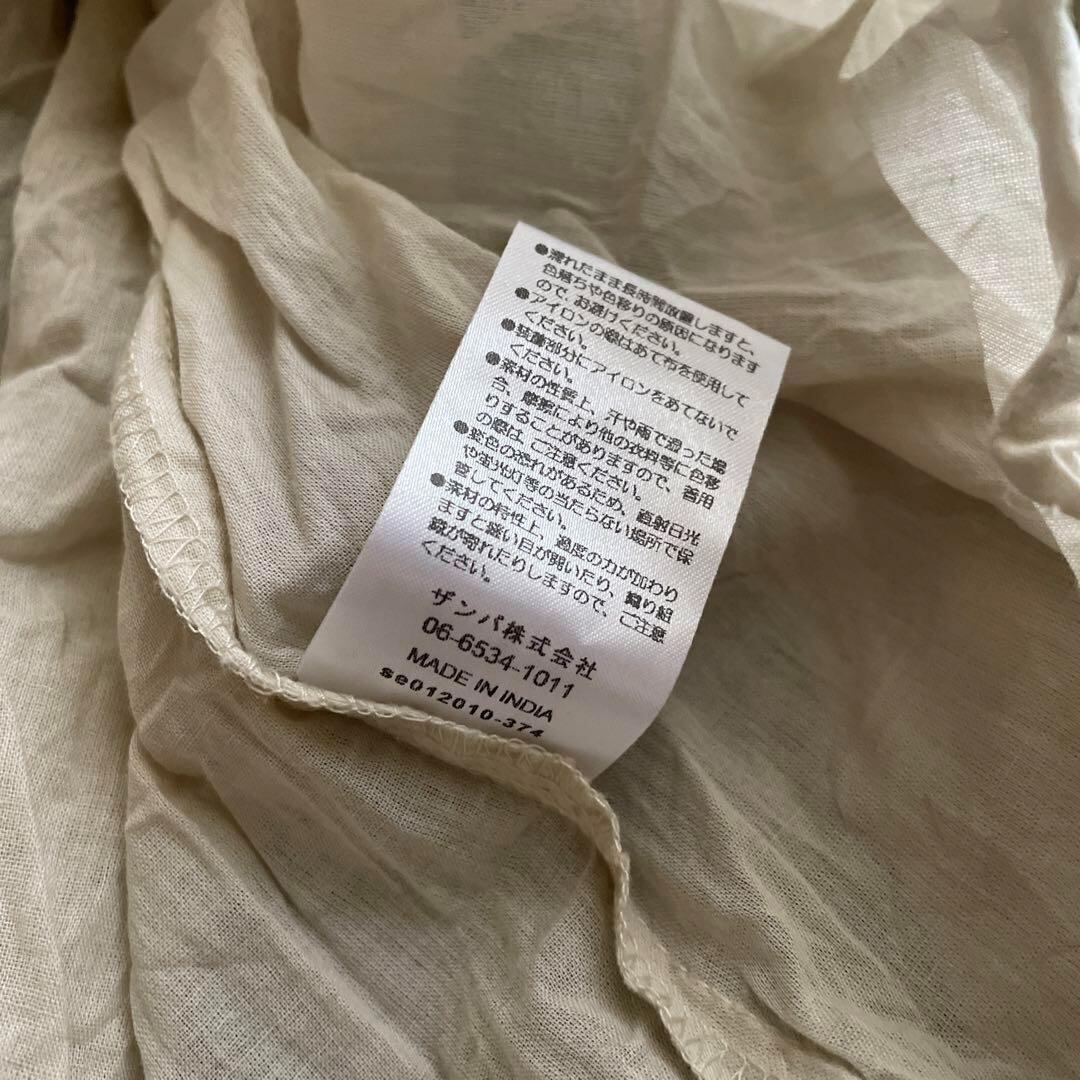 ●濡れたまま長時間放置しますと、
色落ちや色移りの原因になります
ので、お避けください。
●アイロンの際はあて布を使用して
ください。
●装飾部分にアイロンをあてないで
ください。
●素材の性質上、汗や雨で湿った場
合、摩擦により他の衣料等に色移
りすることがありますので、着用
の際は、ご注意ください。
●変色の恐れがあるため、直射日光
や蛍光灯等の当たらない場所で保
管してください。
●素材の特性上、過度の力が加わり
ますと縫い目が開いたり、織り組
織が寄れたりしますので、ご注意
ください。
ザンパ株式会社
06-6534-1011
MADE IN INDIA
se012010-374